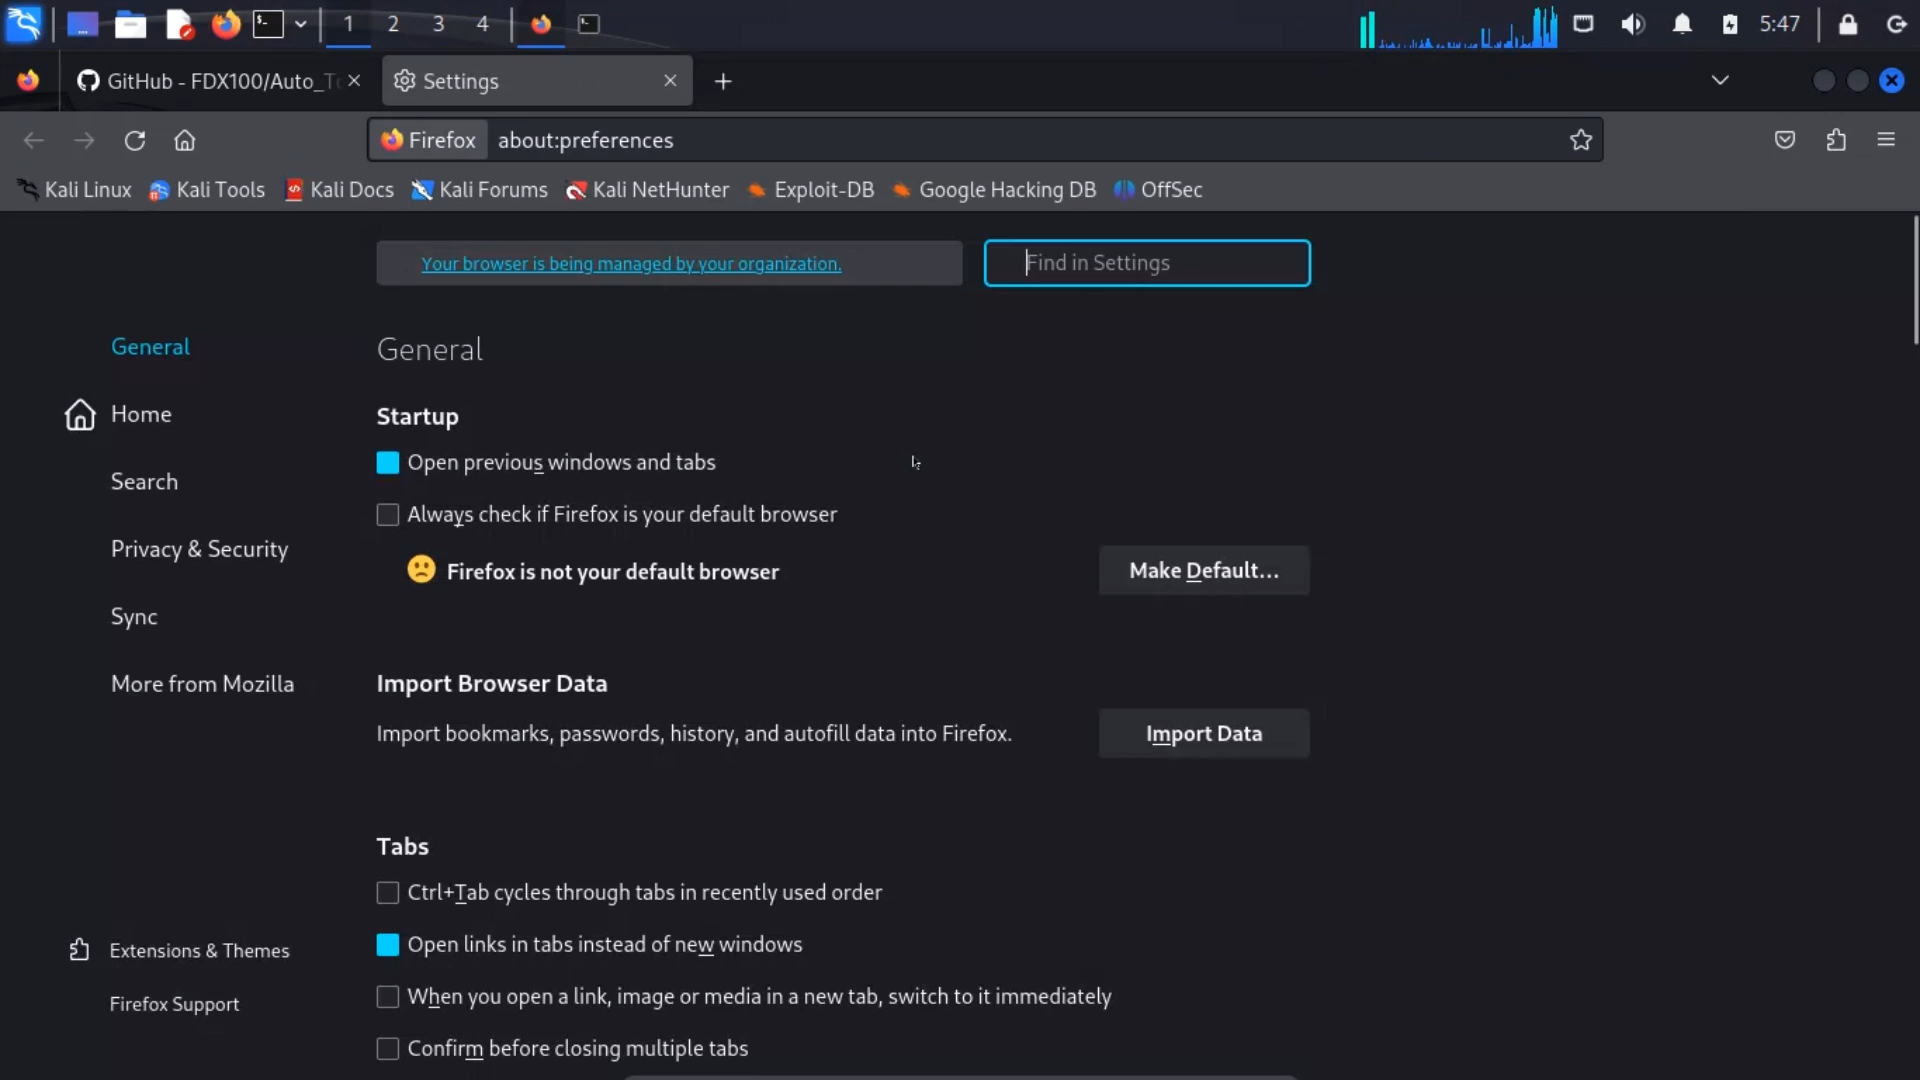 1 2 3 4 5:47
GitHub - FDX100/Auto_T
Settings
Firefox about:preferences
Kali Linux Kali Tools Kali Docs Kali Forums Kali NetHunter Exploit-DB Google Hacking DB OffSec
Your browser is being managed by your organization.
Find in Settings
General
Home
Search
Privacy & Security
Sync
More from Mozilla
Extensions & Themes
Firefox Support
General
Startup
Open previous windows and tabs
Always check if Firefox is your default browser
Firefox is not your default browser
Make Default...
Import Browser Data
Import bookmarks, passwords, history, and autofill data into Firefox.
Import Data
Tabs
Ctrl+Tab cycles through tabs in recently used order
Open links in tabs instead of new windows
When you open a link, image or media in a new tab, switch to it immediately
Confirm before closing multiple tabs